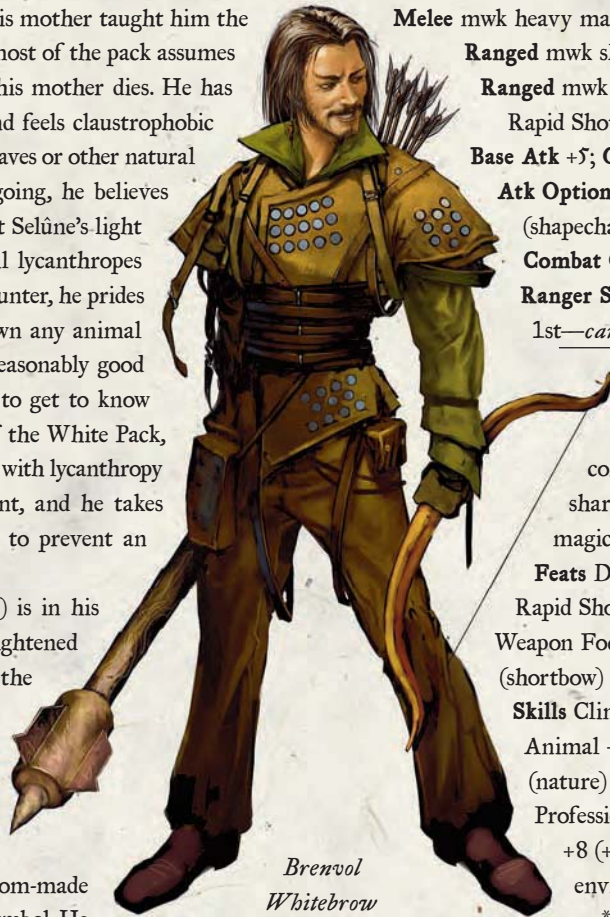 is mother taught him the
most of the pack assumes
his mother dies. He has
nd feels claustrophobic
aves or other natural
going, he believes
t Selûne's light
l lycanthropes
unter, he prides
wn any animal
easonably good
to get to know
f the White Pack,
with lycanthropy
nt, and he takes
to prevent an
) is in his
ightened
the
om-made
mbol. He
Brenvol
Whitebrow
Melee mwk heavy ma
Ranged mwk s
Ranged mwk
Rapid Sho
Base Atk +5; G
Atk Option
(shapecha
Combat
Ranger S
1st—ca
co
shar
magic
Feats D
Rapid Sho
Weapon Foc
(shortbow)
Skills Clim
Animal
(nature)
Professi
+8 (+
envi